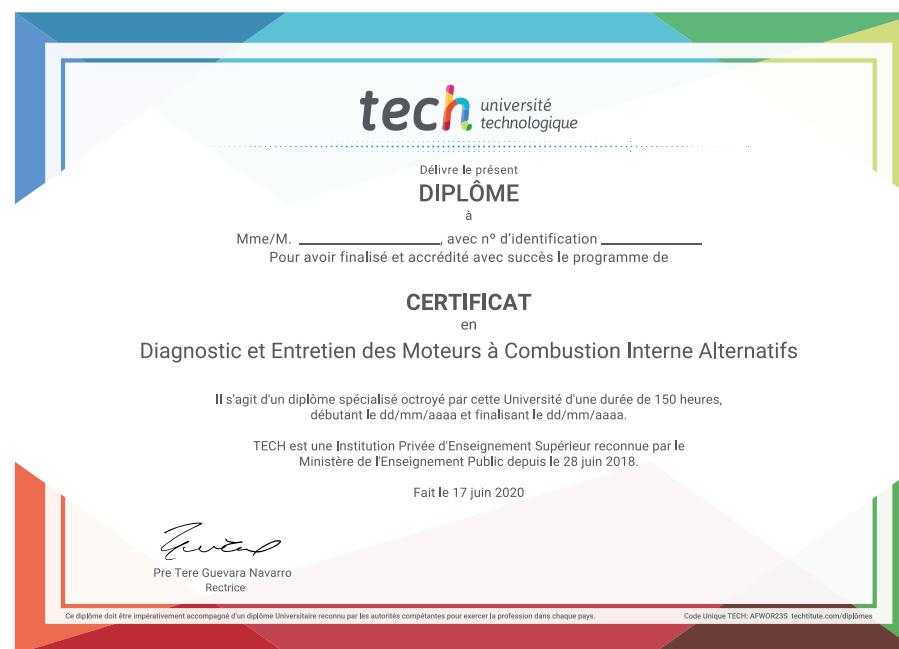 tech université
technologique
Délivre le présent
DIPLÔME
à
Mme/M. ____________, avec nº d'identification ____________
Pour avoir finalisé et accrédité avec succès le programme de
CERTIFICAT
en
Diagnostic et Entretien des Moteurs à Combustion Interne Alternatifs
Il s'agit d'un diplôme spécialisé octroyé par cette Université d'une durée de 150 heures,
débutant le dd/mm/aaaa et finalisant le dd/mm/aaaa.
TECH est une Institution Privée d'Enseignement Supérieur reconnue par le
Ministère de l'Enseignement Public depuis le 28 juin 2018.
Fait le 17 juin 2020
Pre Tere Guevara Navarro
Rectrice
Ce diplôme doit être impérativement accompagné d'un diplôme Universitaire reconnu par les autorités compétentes pour exercer la profession dans chaque pays.
Code Unique TECH: AFWOR23S techtitute.com/diplômes